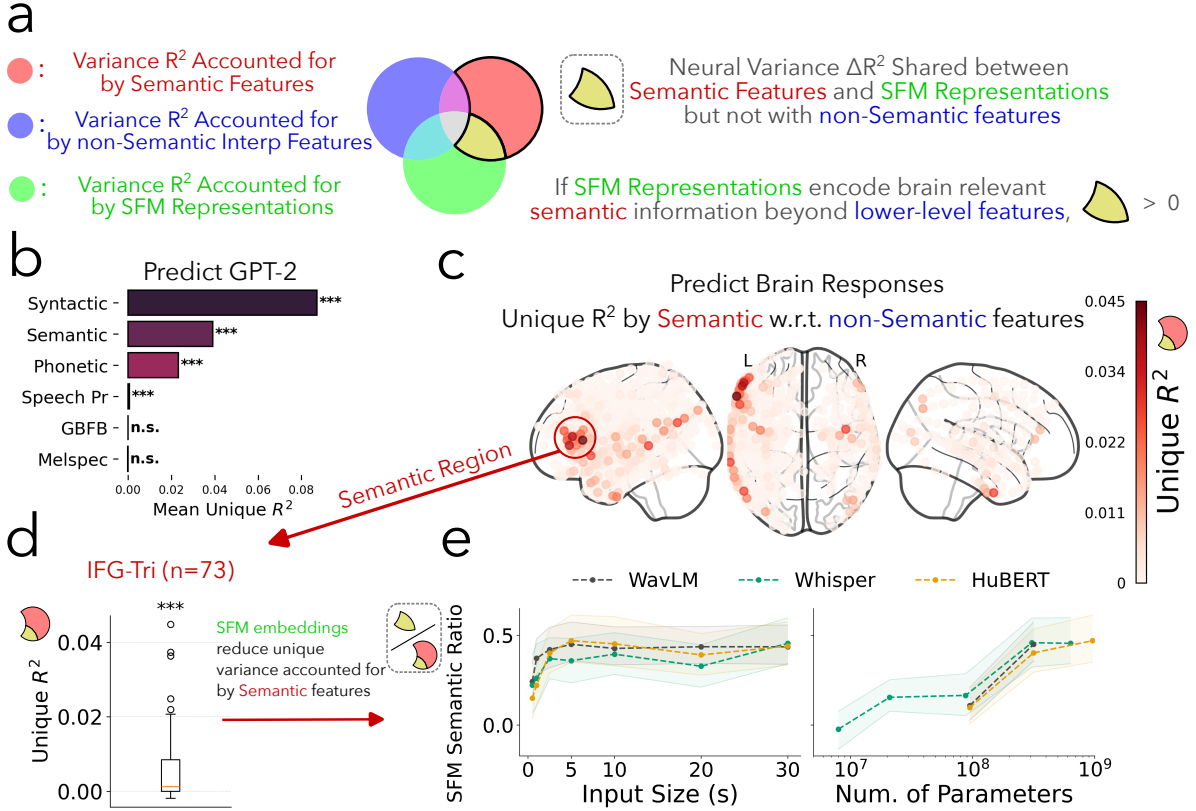 a
: Variance R² Accounted for
by Semantic Features
: Variance R² Accounted for
by non-Semantic Interp Features
: Variance R² Accounted for
by SFM Representations
Neural Variance ΔR² Shared between
Semantic Features and SFM Representations
but not with non-Semantic features
If SFM Representations encode brain relevant
semantic information beyond lower-level features, > 0
b
Predict GPT-2
Syntactic
***
Semantic
***
Phonetic
***
Speech Pr
***
GBFB
n.s.
Melspec
n.s.
0.00 0.02 0.04 0.06 0.08
Mean Unique R²
c
Predict Brain Responses
Unique R² by Semantic w.r.t. non-Semantic features
L
R
0.045
0.034
0.022
0.011
0
Unique R²
Semantic Region
d
IFG-Tri (n=73)
***
0.04
0.02
0.00
Unique R²
SFM embeddings
reduce unique
variance accounted for
by Semantic features
e
WavLM Whisper HuBERT
SFM Semantic Ratio
0.5
0.0
0 5 10 15 20 30
Input Size (s)
10⁷ 10⁸ 10⁹
Num. of Parameters